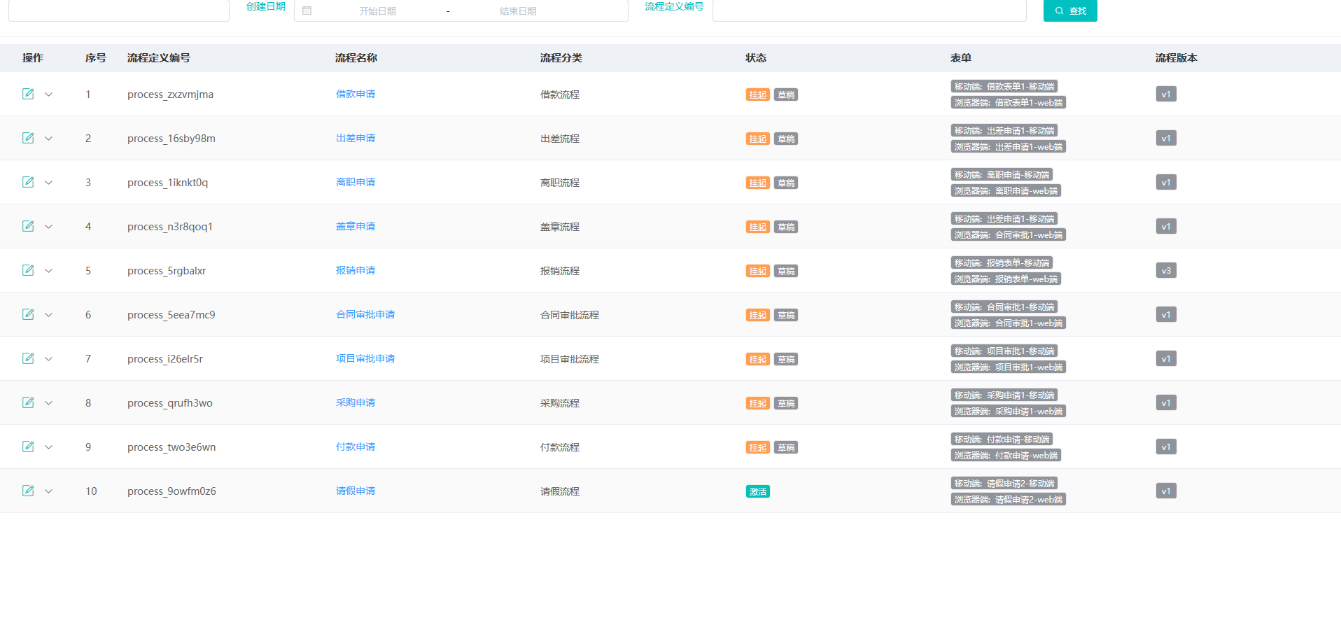 创建日期 开始日期 - 结束日期 流程定义编号 查找
操作 序号 流程定义编号 流程名称 流程分类 状态 表单 流程版本
1 process_zxzvmjma 借款申请 借款流程 挂起 草稿 移动端: 借款表单1-移动端 v1
浏览器端: 借款表单1-web端
2 process_16sby98m 出差申请 出差流程 挂起 草稿 移动端: 出差申请1-移动端 v1
浏览器端: 出差申请1-web端
3 process_1iknkt0q 离职申请 离职流程 挂起 草稿 移动端: 离职申请-移动端 v1
浏览器端: 离职申请-web端
4 process_n3r8qoq1 盖章申请 盖章流程 挂起 草稿 移动端: 出差申请1-移动端 v1
浏览器端: 合同审批1-web端
5 process_5rgbalxr 报销申请 报销流程 挂起 草稿 移动端: 报销表单-移动端 v3
浏览器端: 报销表单-web端
6 process_5eea7mc9 合同审批申请 合同审批流程 挂起 草稿 移动端: 合同审批1-移动端 v1
浏览器端: 合同审批1-web端
7 process_i26elr5r 项目审批申请 项目审批流程 挂起 草稿 移动端: 项目审批1-移动端 v1
浏览器端: 项目审批1-web端
8 process_qrufh3wo 采购申请 采购流程 挂起 草稿 移动端: 采购申请1-移动端 v1
浏览器端: 采购申请1-web端
9 process_two3e6wn 付款申请 付款流程 挂起 草稿 移动端: 付款申请-移动端 v1
浏览器端: 付款申请-web端
10 process_9owfm0z6 请假申请 请假流程 激活 移动端: 请假申请2-移动端 v1
浏览器端: 请假申请2-web端